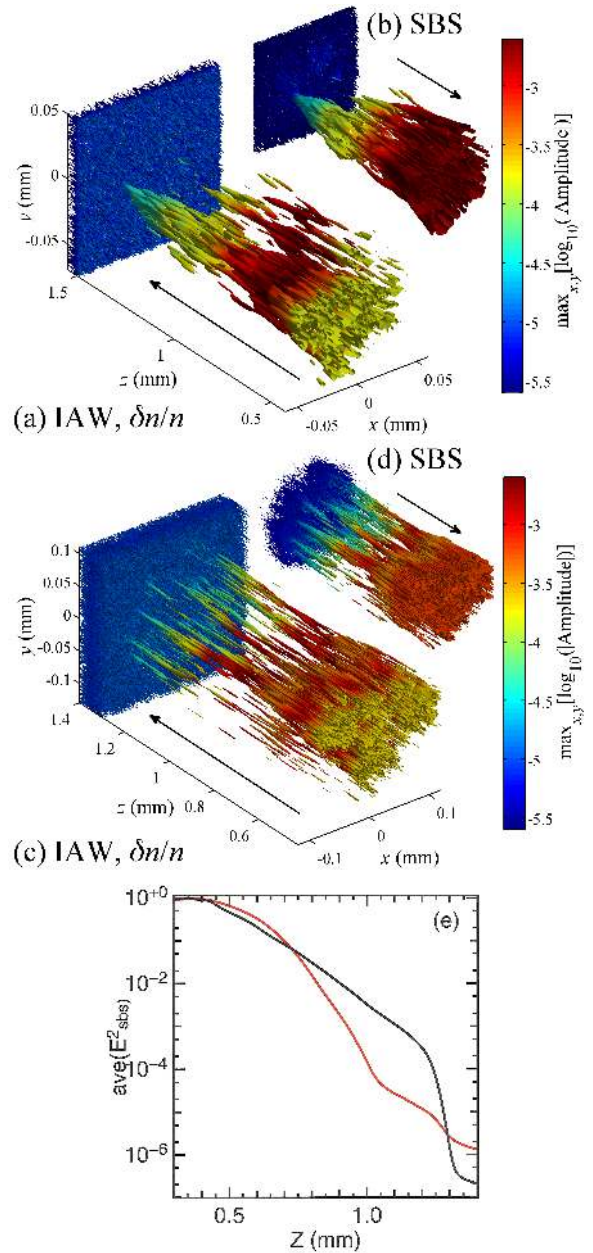 (b) SBS
0.05
0
-0.05
y (mm)
1.5
1
0.5
z (mm)
-0.05
0
0.05
x (mm)
(a) IAW, δn/n
-3
-3.5
-4
-4.5
-5
-5.5
max x,y [log10( Amplitude )]
(d) SBS
0.1
0.05
0
-0.05
-0.1
y (mm)
1.4
1.2
1
0.8
0.6
z (mm)
-0.1
0
0.1
x (mm)
(c) IAW, δn/n
-3
-3.5
-4
-4.5
-5
-5.5
max x,y [log10(|Amplitude|)]
(e)
10+0
10-2
10-4
10-6
ave(E²sbs)
0.5
1.0
Z (mm)